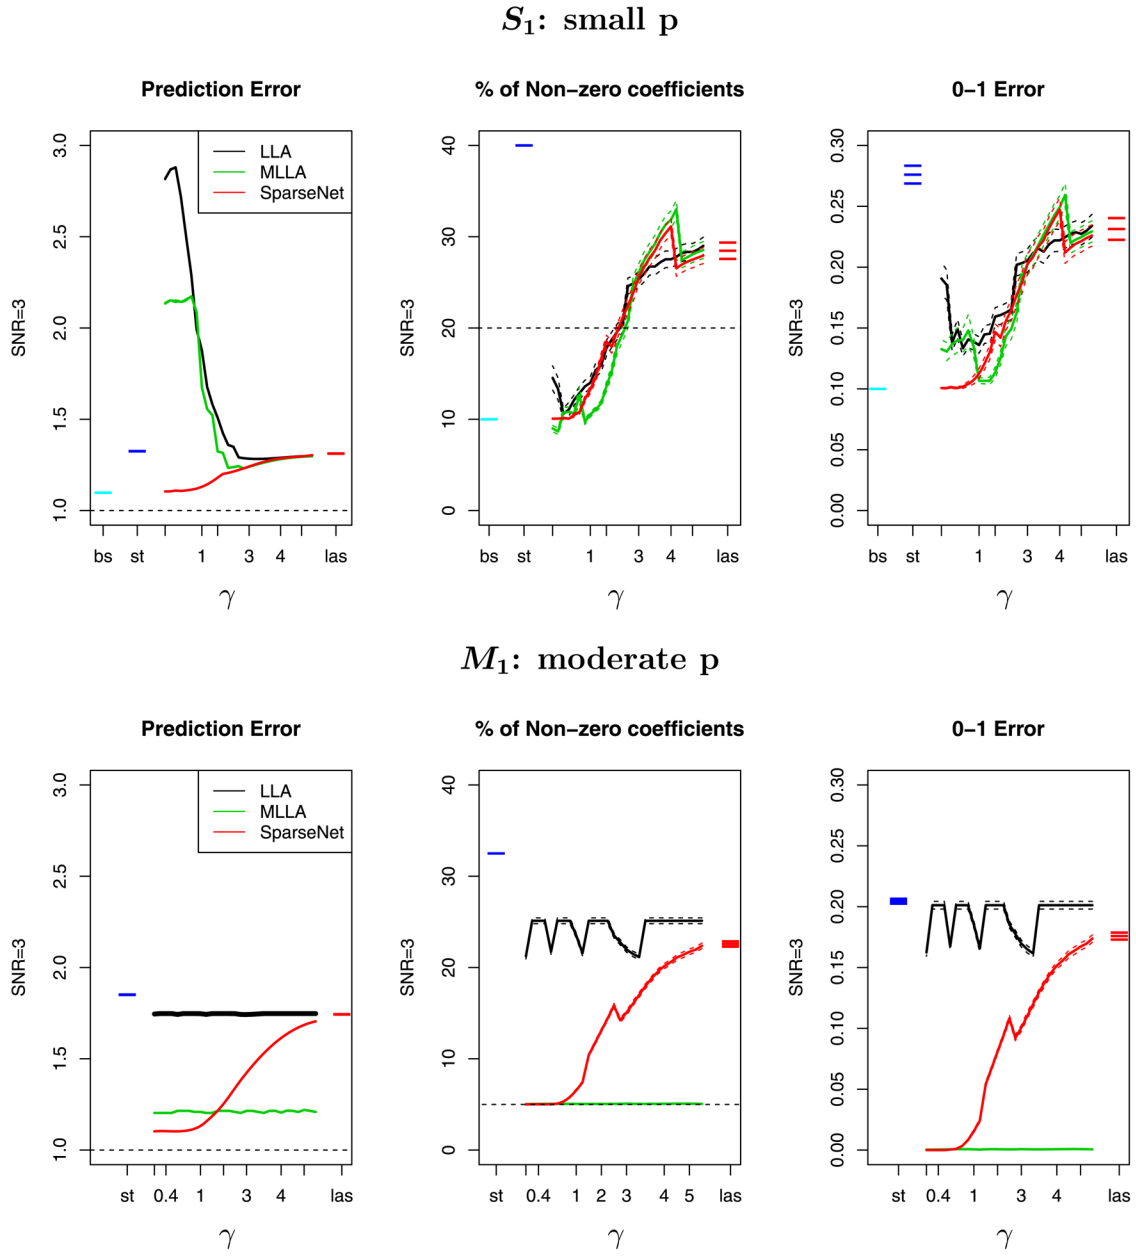 S1: small p
Prediction Error
% of Non−zero coefficients
0−1 Error
SNR=3
1.0 1.5 2.0 2.5 3.0
LLA
MLLA
SparseNet
bs st 1 3 4 las
γ
SNR=3
0 10 20 30 40
bs st 1 3 4 las
γ
SNR=3
0.00 0.05 0.10 0.15 0.20 0.25 0.30
bs st 1 3 4 las
γ
M1: moderate p
Prediction Error
% of Non−zero coefficients
0−1 Error
SNR=3
1.0 1.5 2.0 2.5 3.0
LLA
MLLA
SparseNet
st 0.4 1 3 4 las
γ
SNR=3
0 10 20 30 40
st 0.4 1 2 3 4 5 las
γ
SNR=3
0.00 0.05 0.10 0.15 0.20 0.25 0.30
st 0.4 1 3 4 las
γ